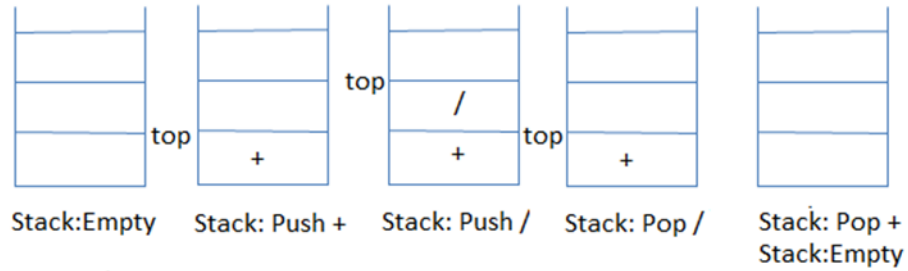 top
/
top
+
top
+
+
Stack:Empty
Stack: Push +
Stack: Push /
Stack: Pop /
Stack: Pop +
Stack:Empty